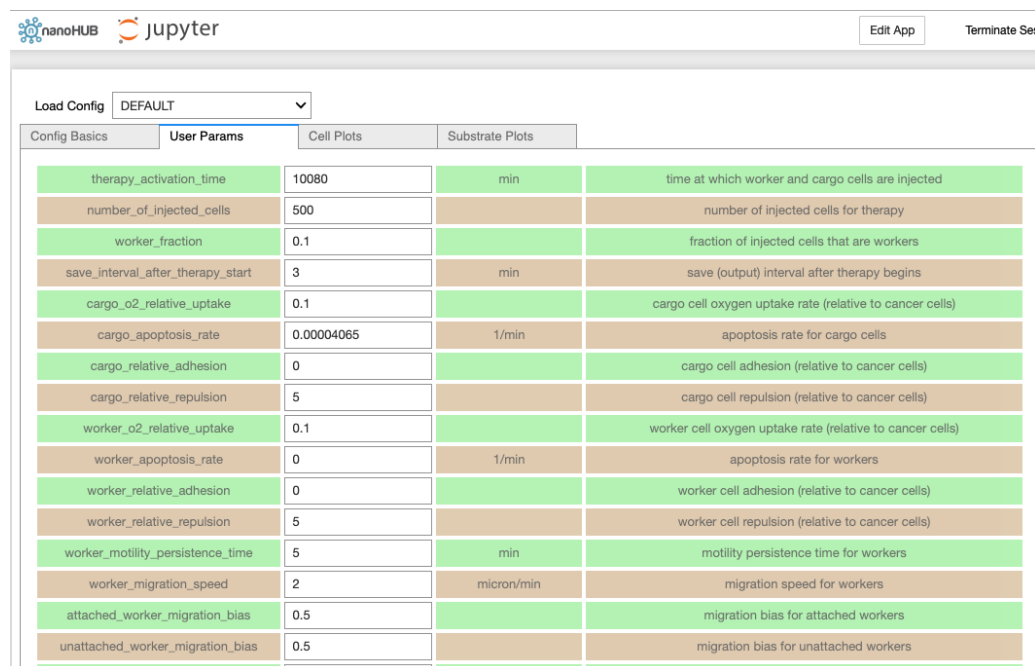 nanoHUB jupyter Edit App Terminate Ses
Load Config DEFAULT
Config Basics User Params Cell Plots Substrate Plots
therapy_activation_time 10080 min time at which worker and cargo cells are injected
number_of_injected_cells 500 number of injected cells for therapy
worker_fraction 0.1 fraction of injected cells that are workers
save_interval_after_therapy_start 3 min save (output) interval after therapy begins
cargo_o2_relative_uptake 0.1 cargo cell oxygen uptake rate (relative to cancer cells)
cargo_apoptosis_rate 0.00004065 1/min apoptosis rate for cargo cells
cargo_relative_adhesion 0 cargo cell adhesion (relative to cancer cells)
cargo_relative_repulsion 5 cargo cell repulsion (relative to cancer cells)
worker_o2_relative_uptake 0.1 worker cell oxygen uptake rate (relative to cancer cells)
worker_apoptosis_rate 0 1/min apoptosis rate for workers
worker_relative_adhesion 0 worker cell adhesion (relative to cancer cells)
worker_relative_repulsion 5 worker cell repulsion (relative to cancer cells)
worker_motility_persistence_time 5 min motility persistence time for workers
worker_migration_speed 2 micron/min migration speed for workers
attached_worker_migration_bias 0.5 migration bias for attached workers
unattached_worker_migration_bias 0.5 migration bias for unattached workers